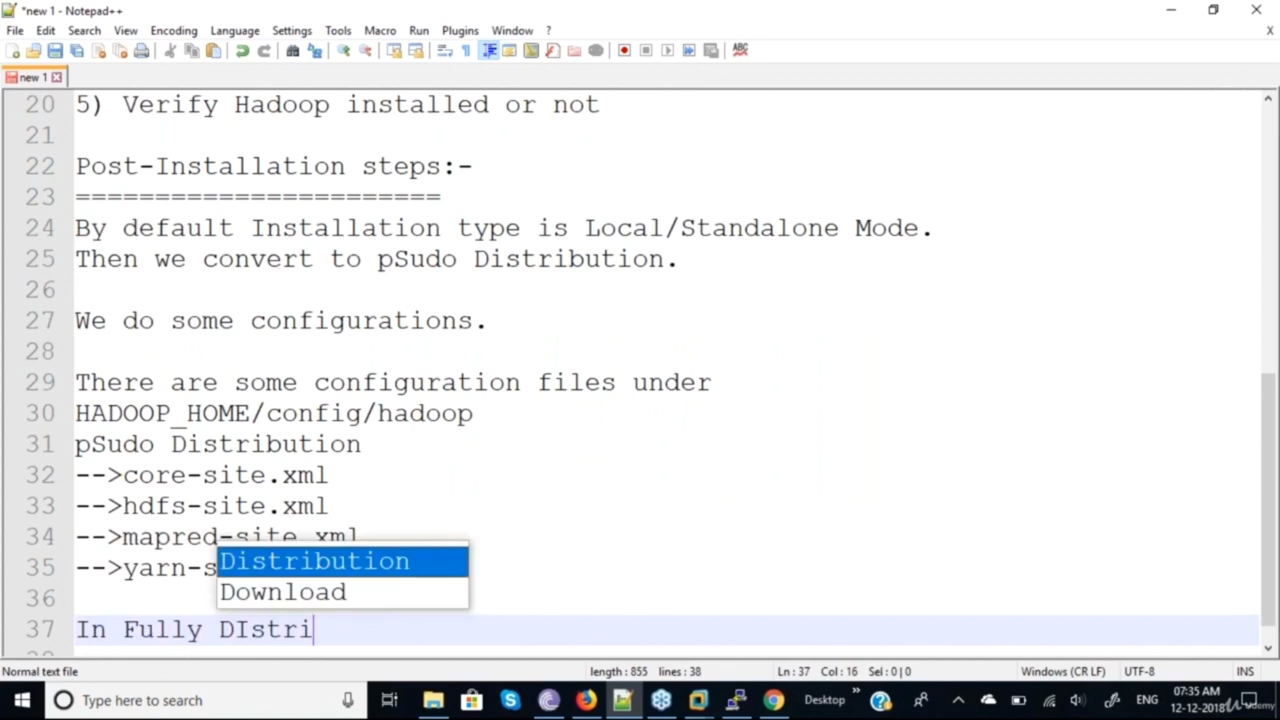 *new 1 - Notepad++
File Edit Search View Encoding Language Settings Tools Macro Run Plugins Window ? X
ABC
new 1
20 5) Verify Hadoop installed or not
21
22 Post-Installation steps:-
23 =======================
24 By default Installation type is Local/Standalone Mode.
25 Then we convert to pSudo Distribution.
26
27 We do some configurations.
28
29 There are some configuration files under
30 HADOOP_HOME/config/hadoop
31 pSudo Distribution
32 -->core-site.xml
33 -->hdfs-site.xml
34 -->mapred-site.xml
Distribution
35 -->yarn-s
Download
36
37 In Fully DIstri
Normal text file length : 855 lines : 38 Ln : 37 Col : 16 Sel : 0 | 0 Windows (CR LF) UTF-8 INS
Type here to search Desktop ENG 07:35 AM
12-12-2018
Udemy